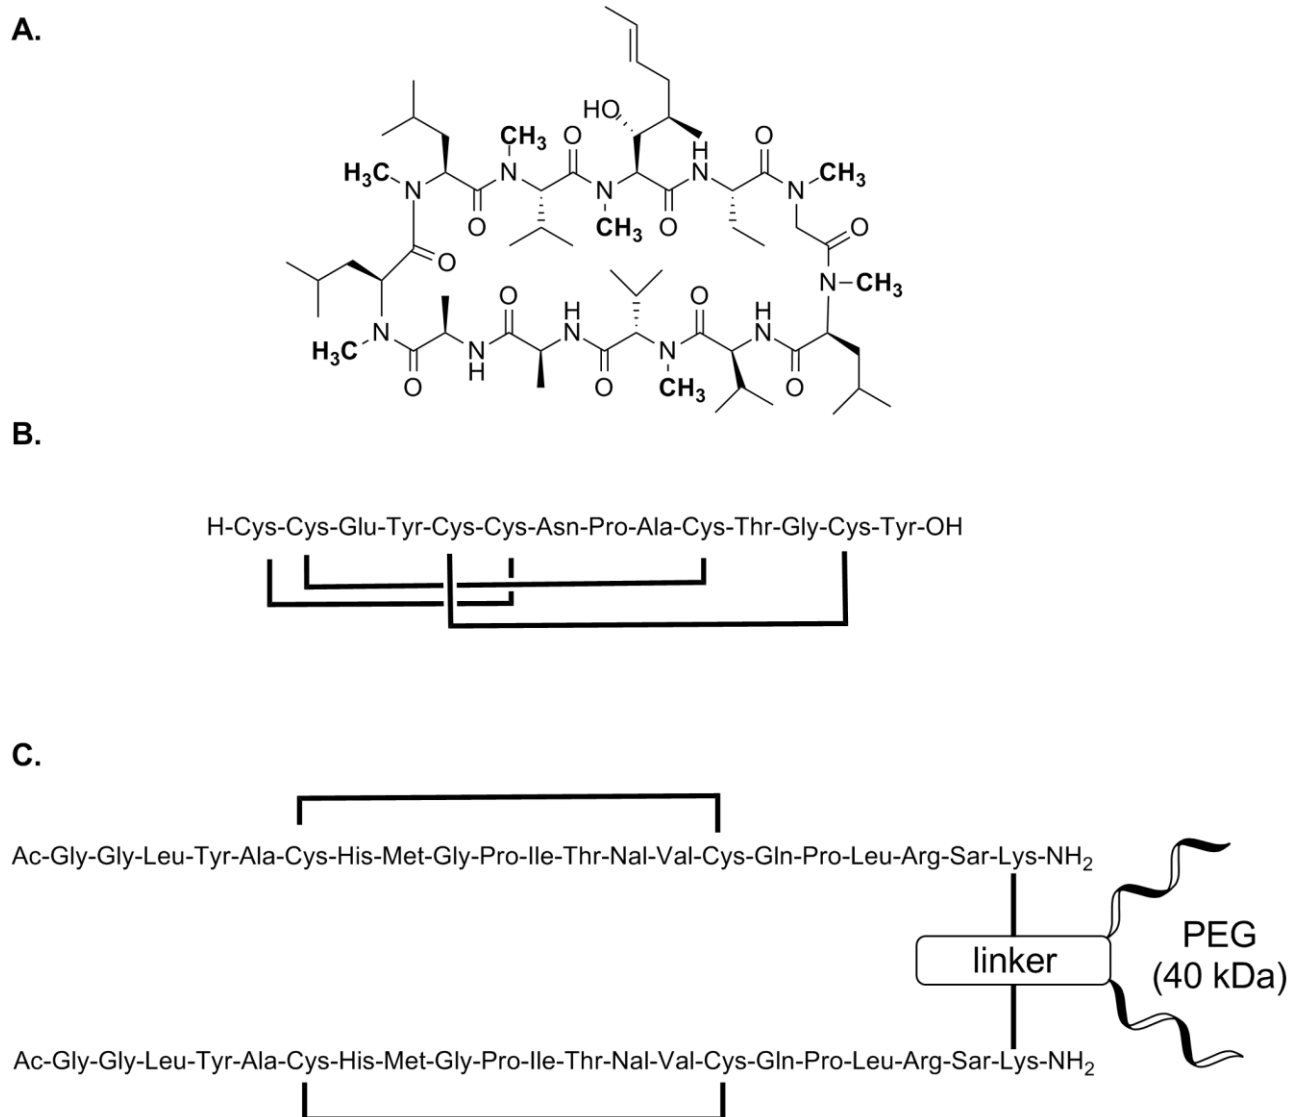 A.
HO
CH₃
O
H
O
H₃C
N
N
N
N
N
CH₃
O
CH₃
O
O
O
N
CH₃
O
O
H
O
H
N
N
N
N
N
H₃C
O
H
O
CH₃
O
B.
H-Cys-Cys-Glu-Tyr-Cys-Cys-Asn-Pro-Ala-Cys-Thr-Gly-Cys-Tyr-OH
C.
Ac-Gly-Gly-Leu-Tyr-Ala-Cys-His-Met-Gly-Pro-Ile-Thr-Nal-Val-Cys-Gln-Pro-Leu-Arg-Sar-Lys-NH₂
linker
PEG
(40 kDa)
Ac-Gly-Gly-Leu-Tyr-Ala-Cys-His-Met-Gly-Pro-Ile-Thr-Nal-Val-Cys-Gln-Pro-Leu-Arg-Sar-Lys-NH₂